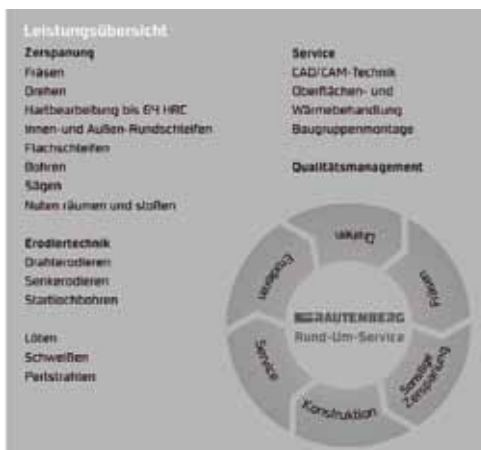 Leistungsübersicht
Zerspanung
Fräsen
Drehen
Hartbearbeitung bis 64 HRC
Innen-und Außen-Rundschleifen
Flachschleifen
Bohren
Sägen
Nuten räumen und stoßen
Erodiertechnik
Drahterodieren
Senkerodieren
Startlochbohren
Löten
Schweißen
Perlstrahlen
Service
CAD/CAM-Technik
Oberflächen- und
Wärmebehandlung
Baugruppenmontage
Qualitätsmanagement
Drehen
Fräsen
Sonstige
Zerspanung
Konstruktion
Service
Erodieren
RAUTENBERG
Rund-Um-Service